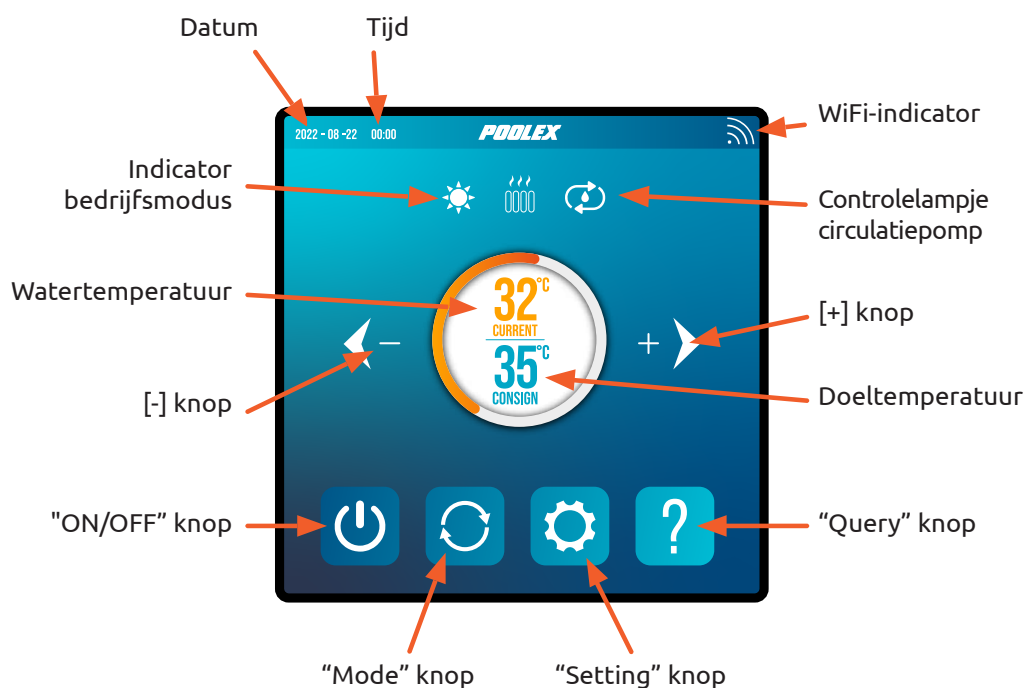 Datum
Tijd
WiFi-indicator
2022 - 08 -22 00:00 POOLEX
Indicator
bedrijfsmodus
Controlelampje
circulatiepomp
Watertemperatuur
32°C
CURRENT
[+] knop
− +
35°C
CONSIGN
[-] knop
Doeltemperatuur
"ON/OFF” knop
?
“Query” knop
“Mode” knop
“Setting” knop